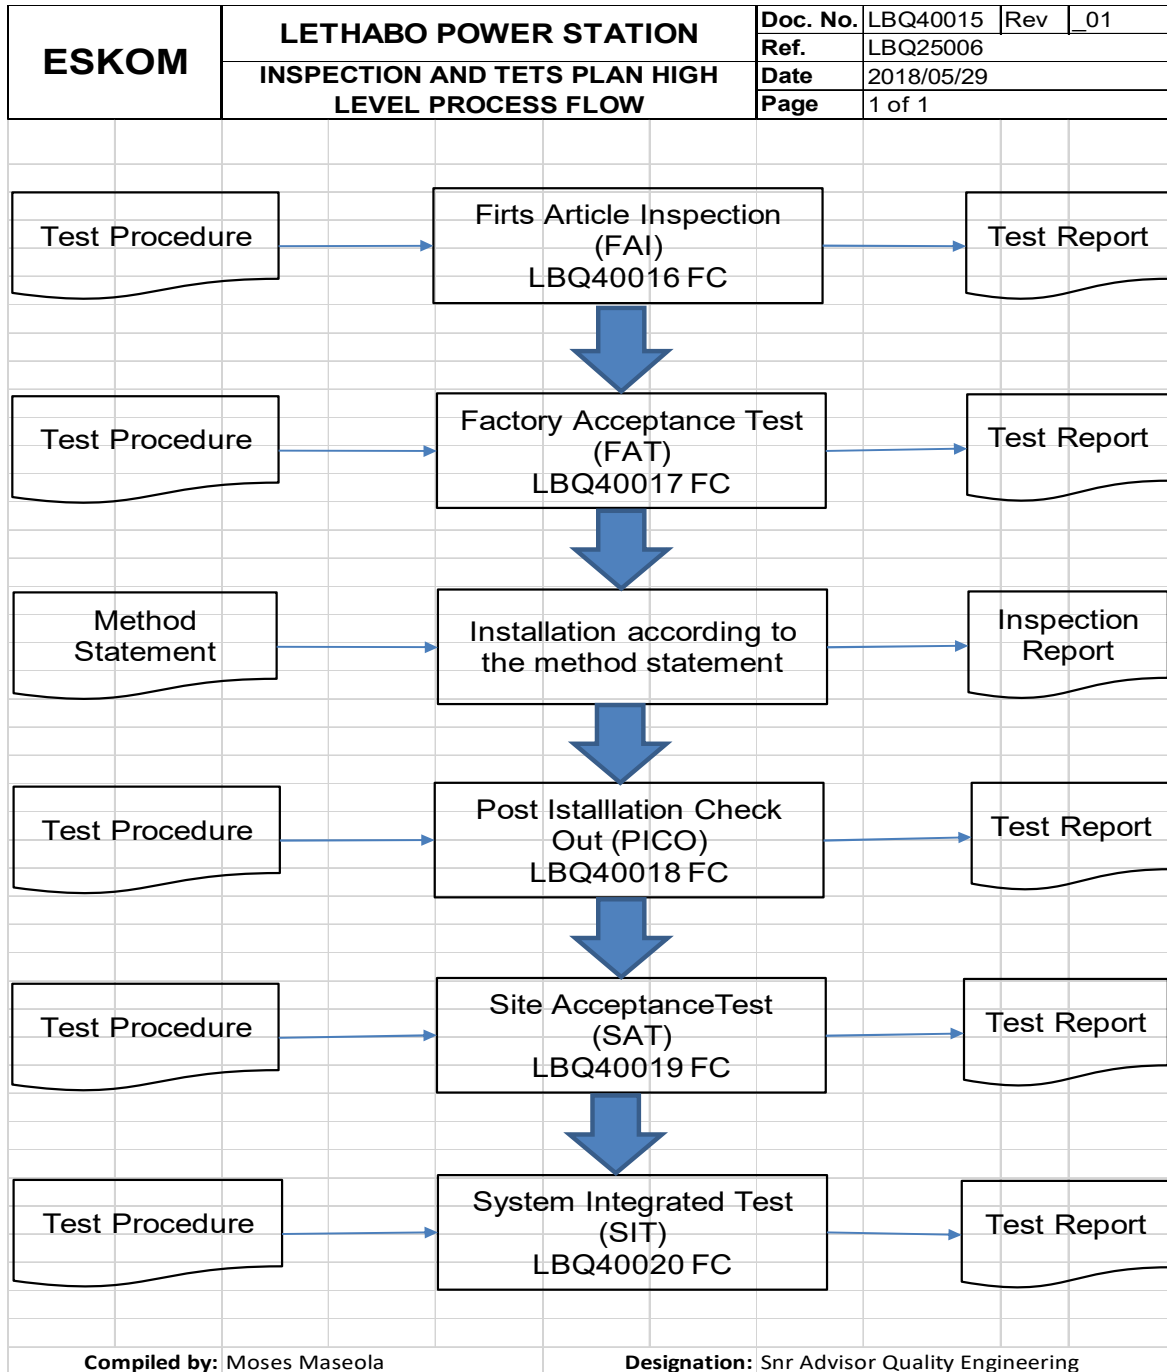 ESKOM
LETHABO POWER STATION
INSPECTION AND TETS PLAN HIGH
LEVEL PROCESS FLOW
Doc. No. LBQ40015 Rev _01
Ref. LBQ25006
Date 2018/05/29
Page 1 of 1
Test Procedure
Firts Article Inspection
(FAI)
LBQ40016 FC
Test Report
Test Procedure
Factory Acceptance Test
(FAT)
LBQ40017 FC
Test Report
Method
Statement
Installation according to
the method statement
Inspection
Report
Test Procedure
Post Istalllation Check
Out (PICO)
LBQ40018 FC
Test Report
Test Procedure
Site AcceptanceTest
(SAT)
LBQ40019 FC
Test Report
Test Procedure
System Integrated Test
(SIT)
LBQ40020 FC
Test Report
Compiled by: Moses Maseola Designation: Snr Advisor Quality Engineering